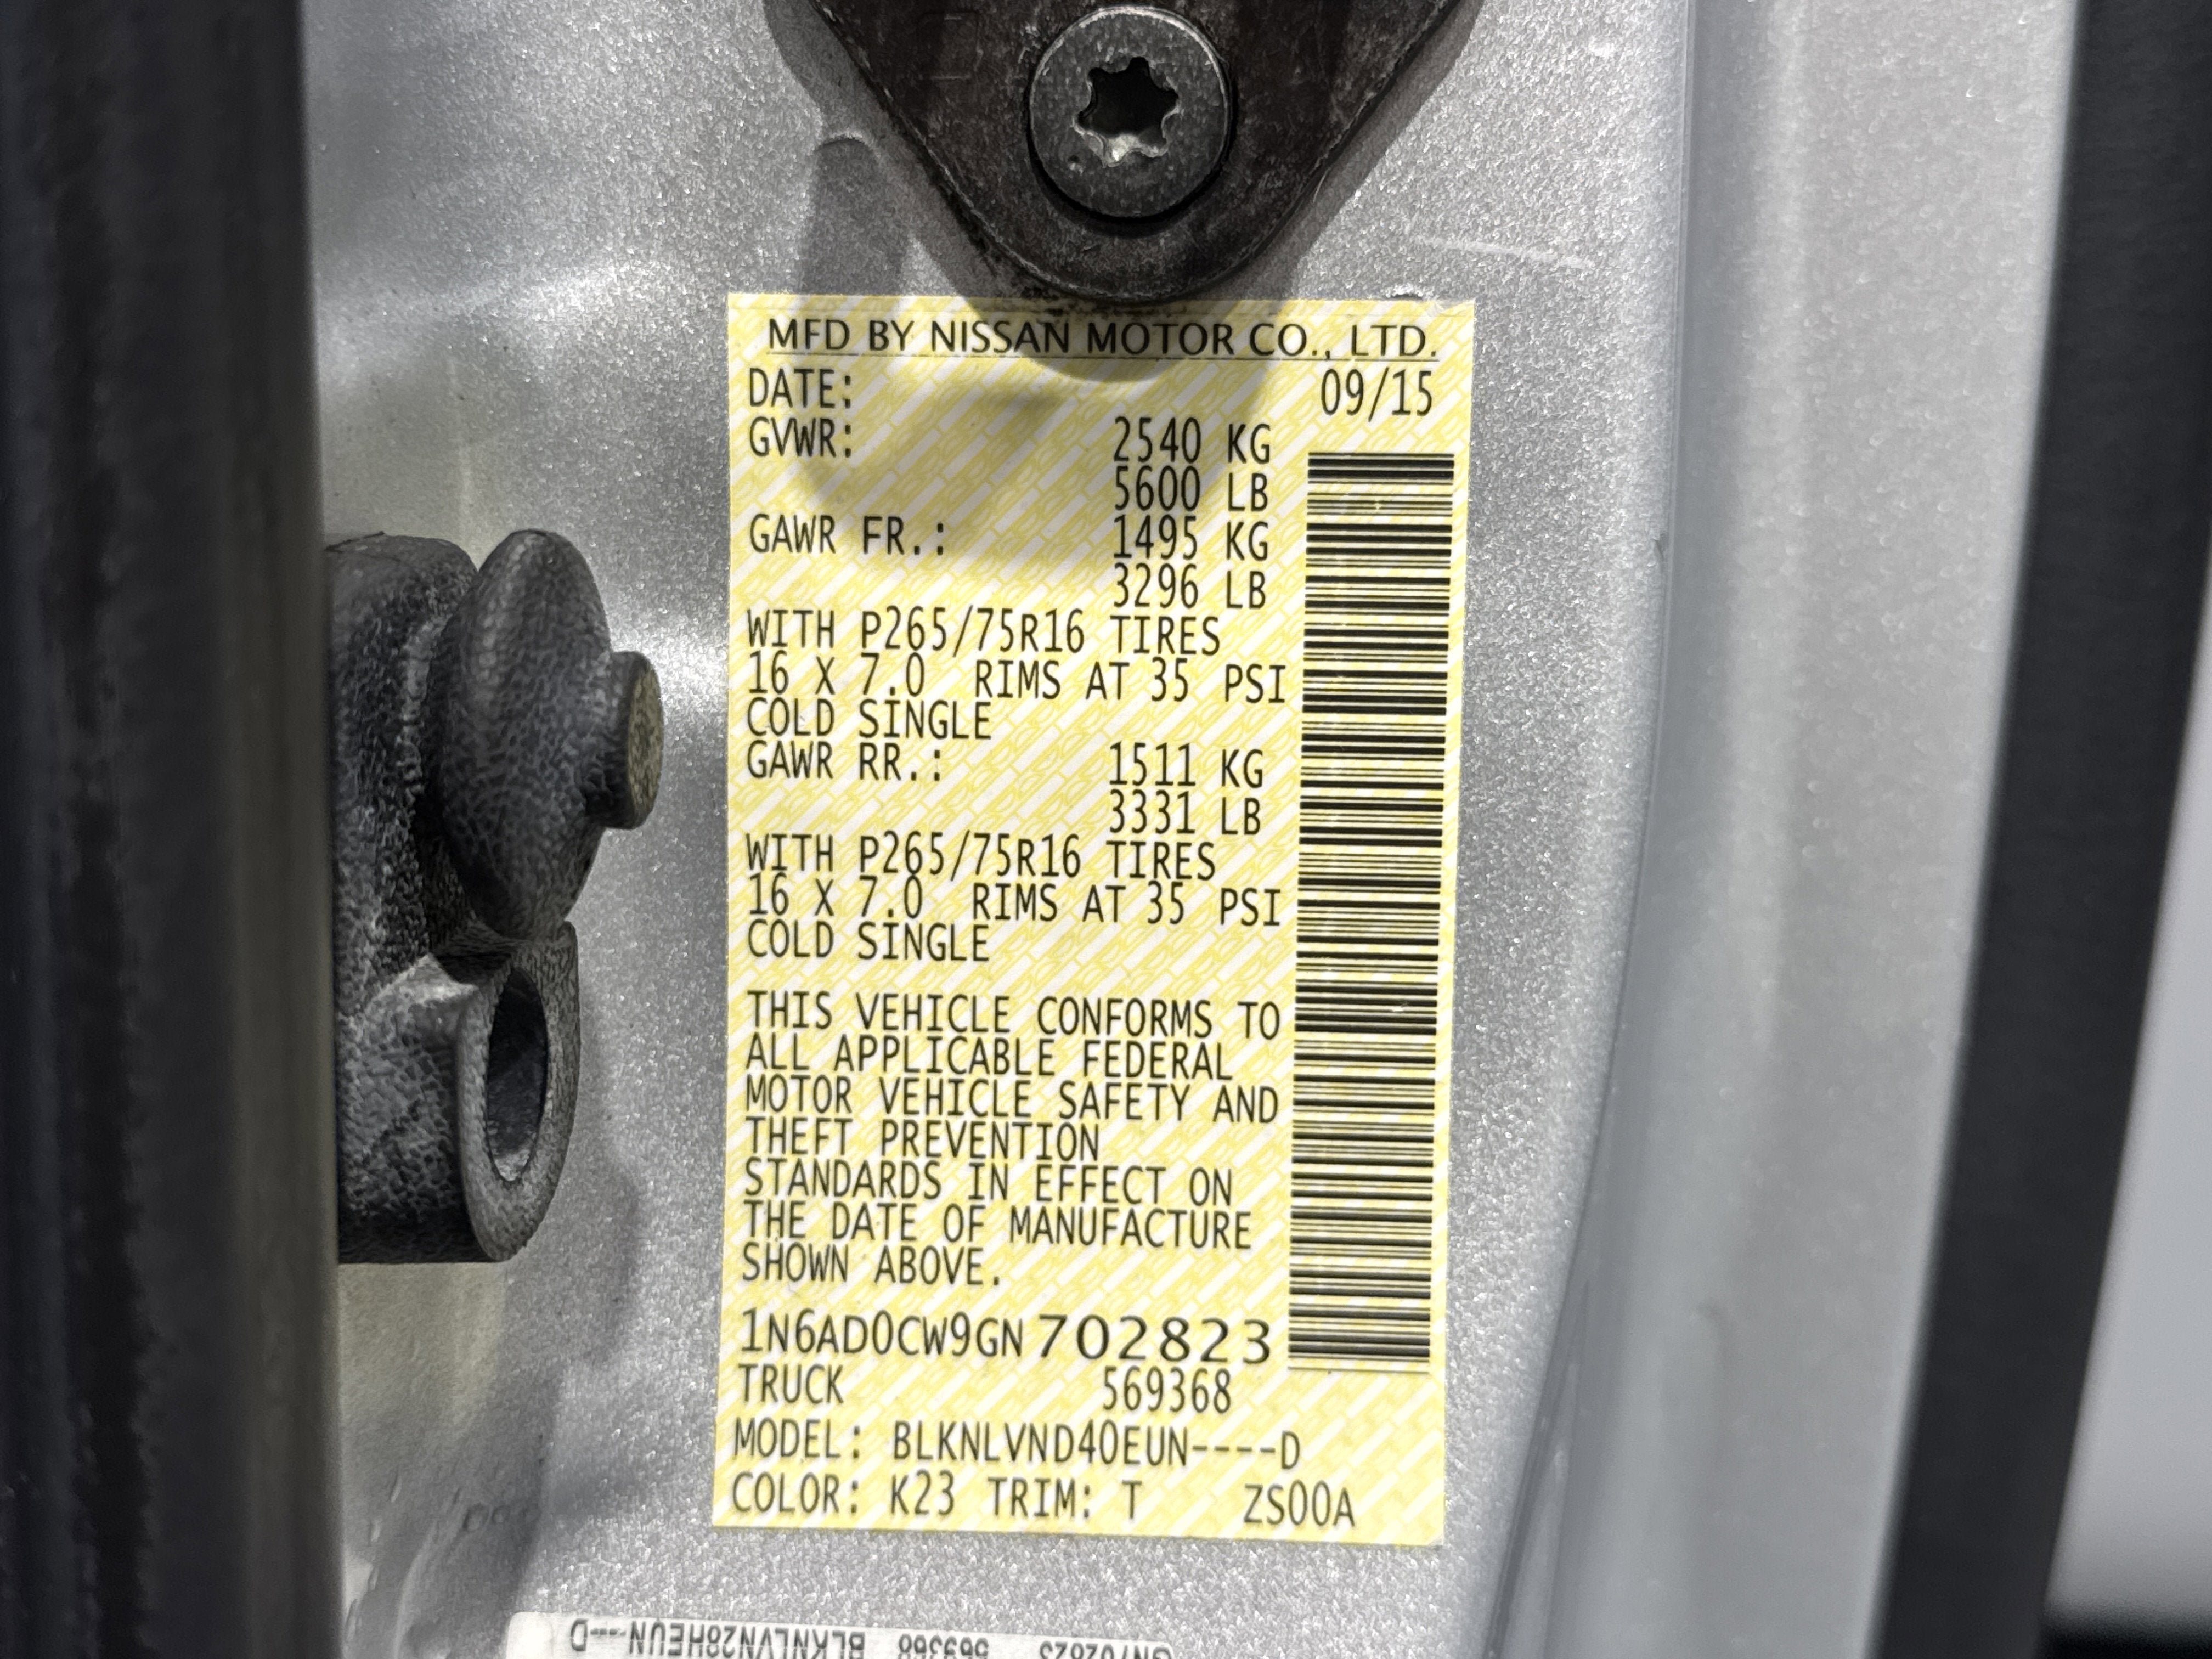 MFD BY NISSAN MOTOR CO., LTD.
DATE: 09/15
GVWR: 2540 KG
5600 LB
GAWR FR.: 1495 KG
3296 LB
WITH P265/75R16 TIRES
16 X 7.0 RIMS AT 35 PSI
COLD SINGLE
GAWR RR.: 1511 KG
3331 LB
WITH P265/75R16 TIRES
16 X 7.0 RIMS AT 35 PSI
COLD SINGLE
THIS VEHICLE CONFORMS TO
ALL APPLICABLE FEDERAL
MOTOR VEHICLE SAFETY AND
THEFT PREVENTION
STANDARDS IN EFFECT ON
THE DATE OF MANUFACTURE
SHOWN ABOVE.
1N6AD0CW9GN702823
TRUCK 569368
MODEL: BLKNLVND40EUN----D
COLOR: K23 TRIM: T ZS00A
GN702823 569368 BLKNLVN28HEUN---D